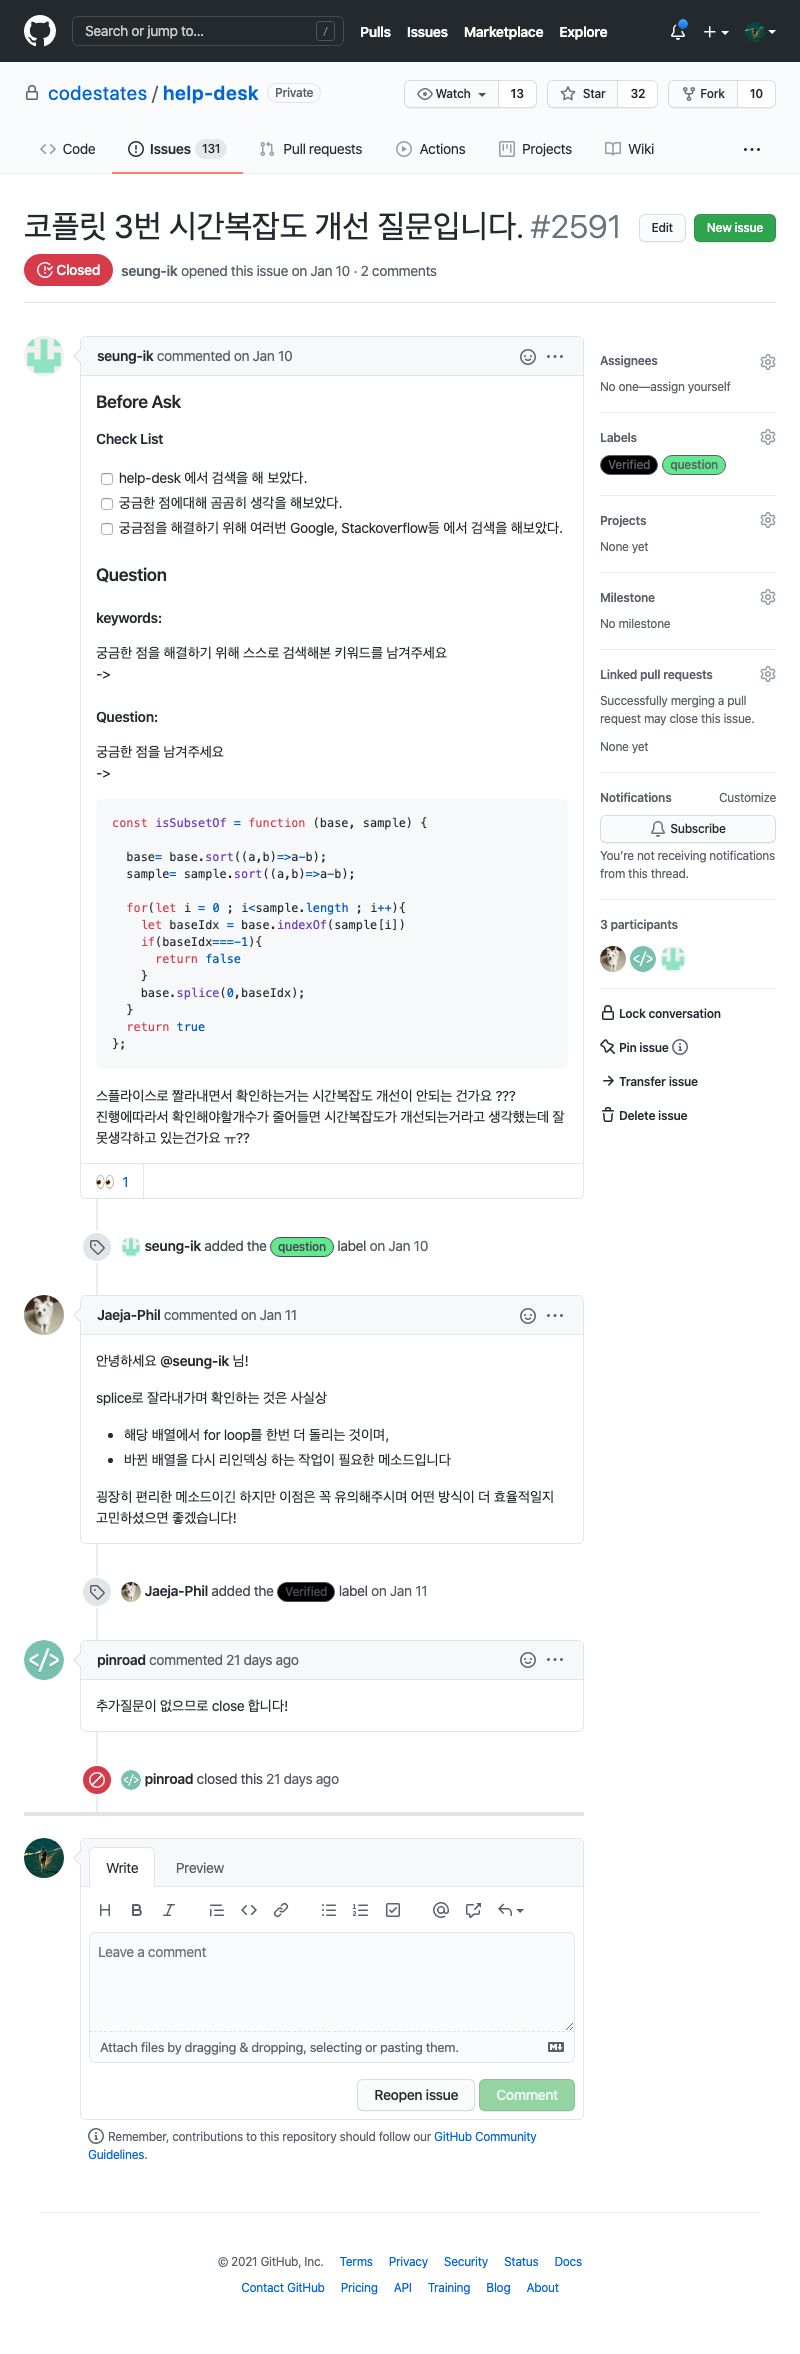 Search or jump to... /
Pulls Issues Marketplace Explore
codestates / help-desk Private
Watch 13 Star 32 Fork 10
Code Issues 131 Pull requests Actions Projects Wiki ...
코플릿 3번 시간복잡도 개선 질문입니다. #2591
Edit New issue
Closed seung-ik opened this issue on Jan 10 · 2 comments
seung-ik commented on Jan 10
Before Ask
Check List
help-desk 에서 검색을 해 보았다.
궁금한 점에대해 곰곰히 생각을 해보았다.
궁금점을 해결하기 위해 여러번 Google, Stackoverflow등 에서 검색을 해보았다.
Question
keywords:
궁금한 점을 해결하기 위해 스스로 검색해본 키워드를 남겨주세요
->
Question:
궁금한 점을 남겨주세요
->
const isSubsetOf = function (base, sample) {
base= base.sort((a,b)=>a-b);
sample= sample.sort((a,b)=>a-b);
for(let i = 0 ; i<sample.length ; i++){
let baseIdx = base.indexOf(sample[i])
if(baseIdx===-1){
return false
}
base.splice(0,baseIdx);
}
return true
};
스플라이스로 짤라내면서 확인하는거는 시간복잡도 개선이 안되는 건가요 ???
진행에따라서 확인해야할개수가 줄어들면 시간복잡도가 개선되는거라고 생각했는데 잘
못생각하고 있는건가요 ㅠ??
👀 1
seung-ik added the question label on Jan 10
Jaeja-Phil commented on Jan 11
안녕하세요 @seung-ik 님!
splice로 잘라내가며 확인하는 것은 사실상
• 해당 배열에서 for loop를 한번 더 돌리는 것이며,
• 바뀐 배열을 다시 리인덱싱 하는 작업이 필요한 메소드입니다
굉장히 편리한 메소드이긴 하지만 이점은 꼭 유의해주시며 어떤 방식이 더 효율적일지
고민하셨으면 좋겠습니다!
Jaeja-Phil added the Verified label on Jan 11
pinroad commented 21 days ago
추가질문이 없으므로 close 합니다!
pinroad closed this 21 days ago
Assignees
No one—assign yourself
Labels
Verified question
Projects
None yet
Milestone
No milestone
Linked pull requests
Successfully merging a pull
request may close this issue.
None yet
Notifications Customize
Subscribe
You're not receiving notifications
from this thread.
3 participants
Lock conversation
Pin issue
Transfer issue
Delete issue
Write Preview
Leave a comment
Attach files by dragging & dropping, selecting or pasting them.
Reopen issue Comment
Remember, contributions to this repository should follow our GitHub Community
Guidelines.
© 2021 GitHub, Inc. Terms Privacy Security Status Docs
Contact GitHub Pricing API Training Blog About